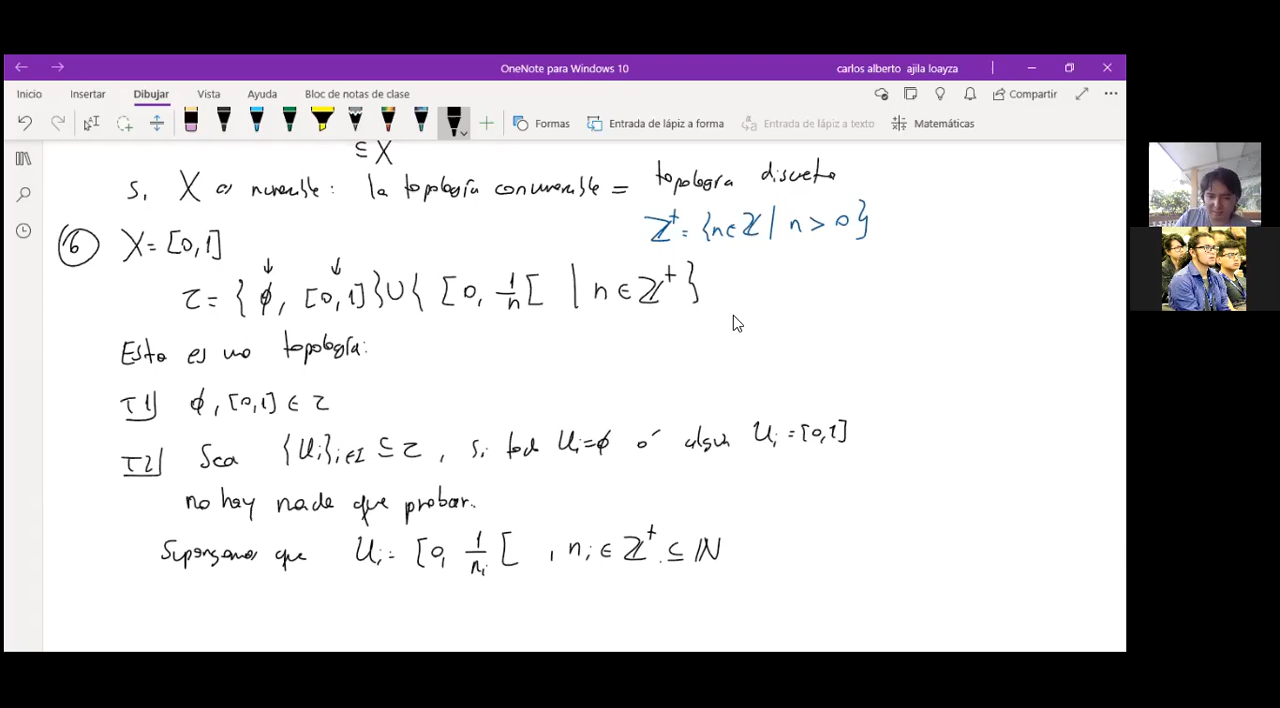 OneNote para Windows 10
carlos alberto ajila loayza
Inicio Insertar Dibujar Vista Ayuda Bloc de notas de clase
Compartir
Formas Entrada de lápiz a forma Entrada de lápiz a texto Matemáticas
⊆ X
Si X es numerable: la topología conumerable = topología discreta
ℤ⁺ = {n ∈ ℤ | n > 0}
6 X = [0,1]
τ = { ϕ, [0,1] } ∪ { [0, 1/n[ | n ∈ ℤ⁺ }
Esta es una topología:
T1) ϕ, [0,1] ∈ τ
T2) Sea {Ui}i∈I ⊆ τ, si todo Ui = ϕ ó algún Ui = [0,1]
no hay nada que probar.
Supongamos que Ui = [0, 1/ni[ , ni ∈ ℤ⁺ ⊆ ℕ